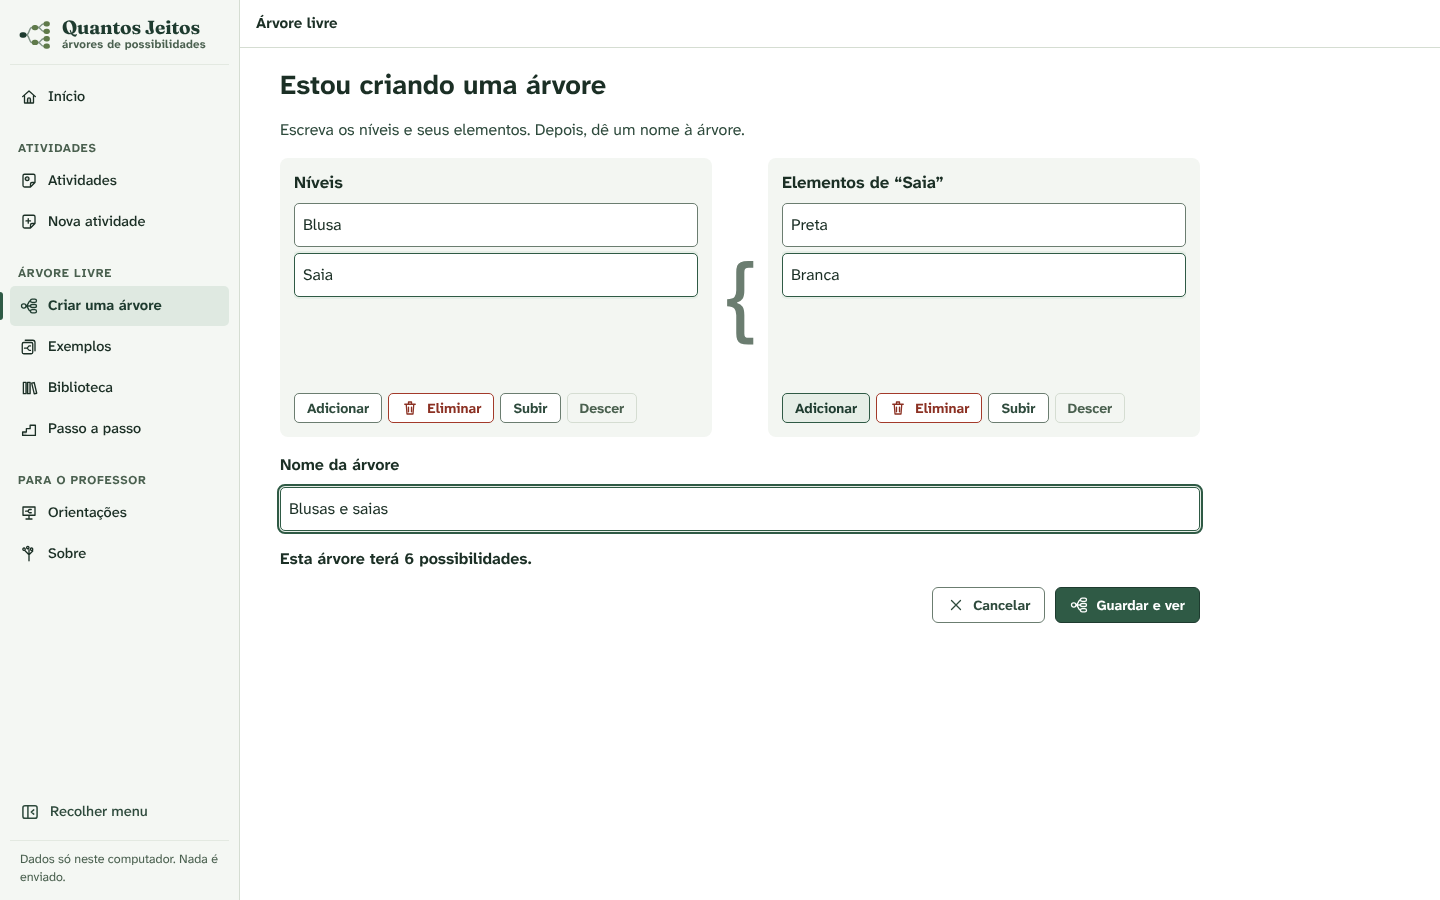 Quantos Jeitos
árvores de possibilidades
Início
ATIVIDADES
Atividades
Nova atividade
ÁRVORE LIVRE
Criar uma árvore
Exemplos
Biblioteca
Passo a passo
PARA O PROFESSOR
Orientações
Sobre
Recolher menu
Dados só neste computador. Nada é
enviado.
Árvore livre
Estou criando uma árvore
Escreva os níveis e seus elementos. Depois, dê um nome à árvore.
Níveis
Blusa
Saia
Adicionar Eliminar Subir Descer
{
Elementos de “Saia”
Preta
Branca
Adicionar Eliminar Subir Descer
Nome da árvore
Blusas e saias
Esta árvore terá 6 possibilidades.
Cancelar Guardar e ver